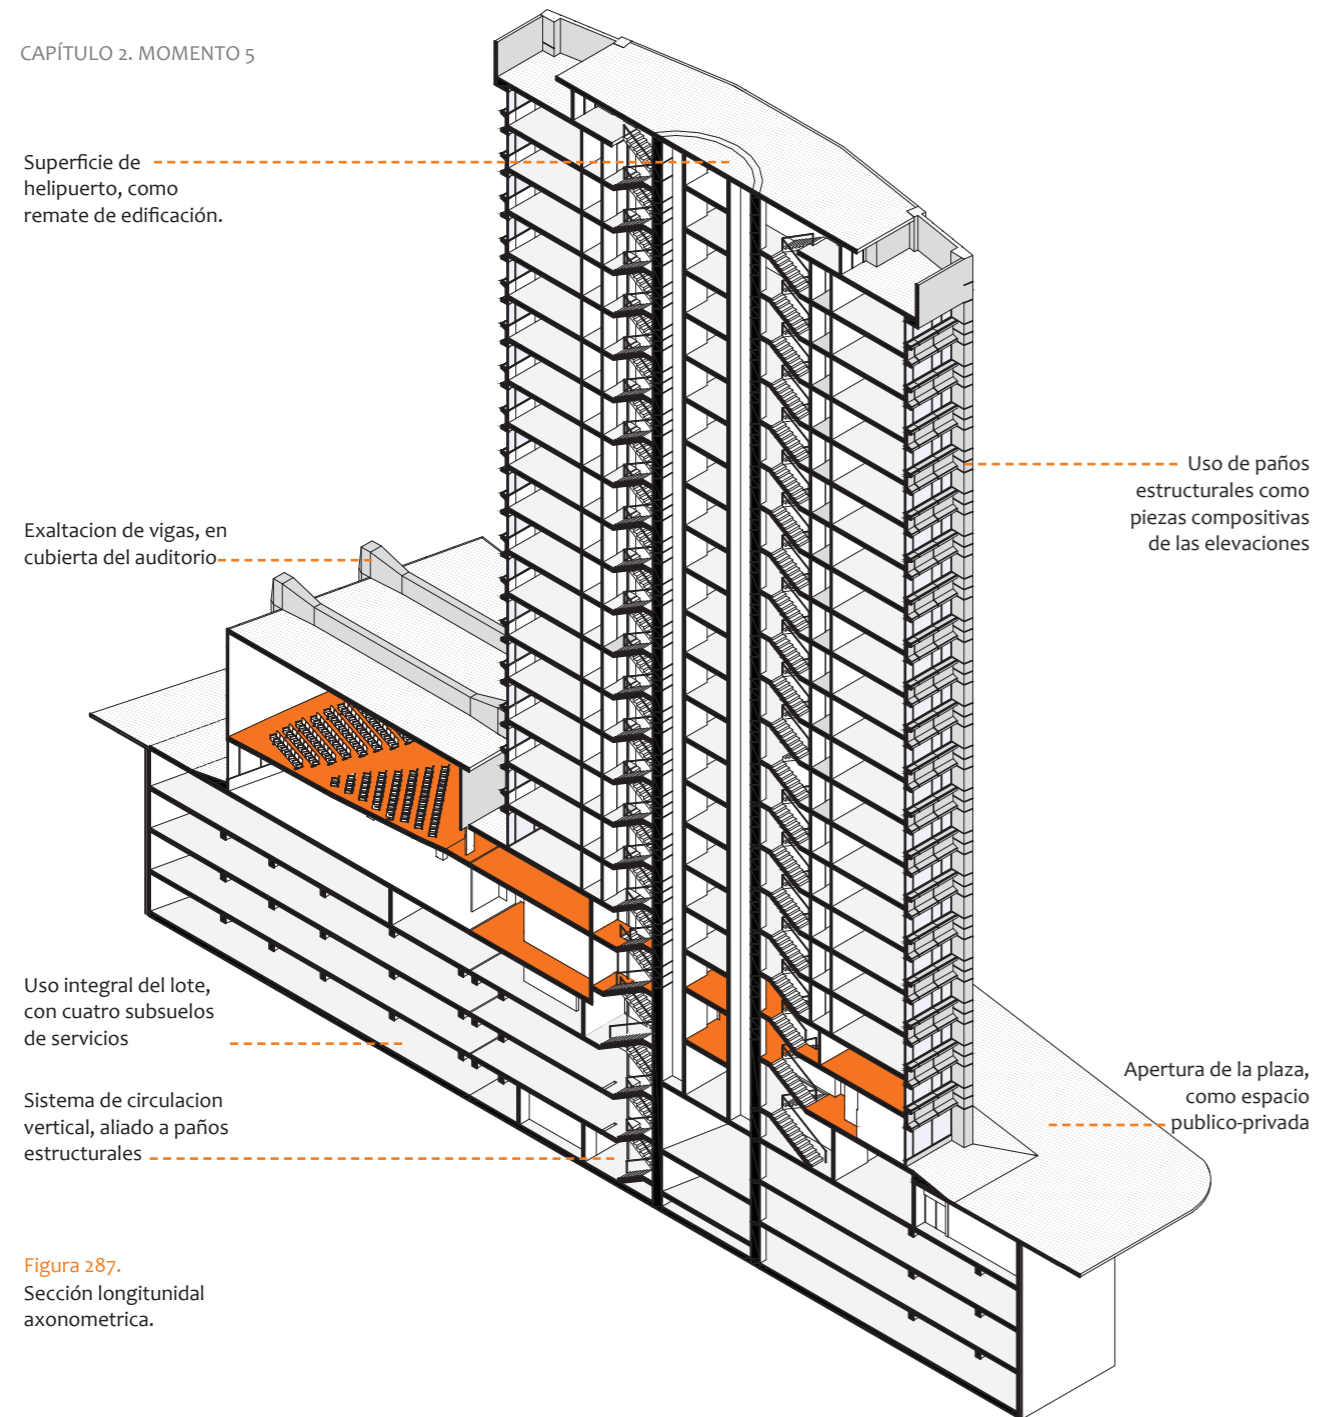 CAPÍTULO 2. MOMENTO 5
Superficie de
helipuerto, como
remate de edificación.
Uso de paños
estructurales como
piezas compositivas
de las elevaciones
Exaltacion de vigas, en
cubierta del auditorio
Uso integral del lote,
con cuatro subsuelos
de servicios
Apertura de la plaza,
como espacio
publico-privada
Sistema de circulacion
vertical, aliado a paños
estructurales
Figura 287.
Sección longitunidal
axonometrica.